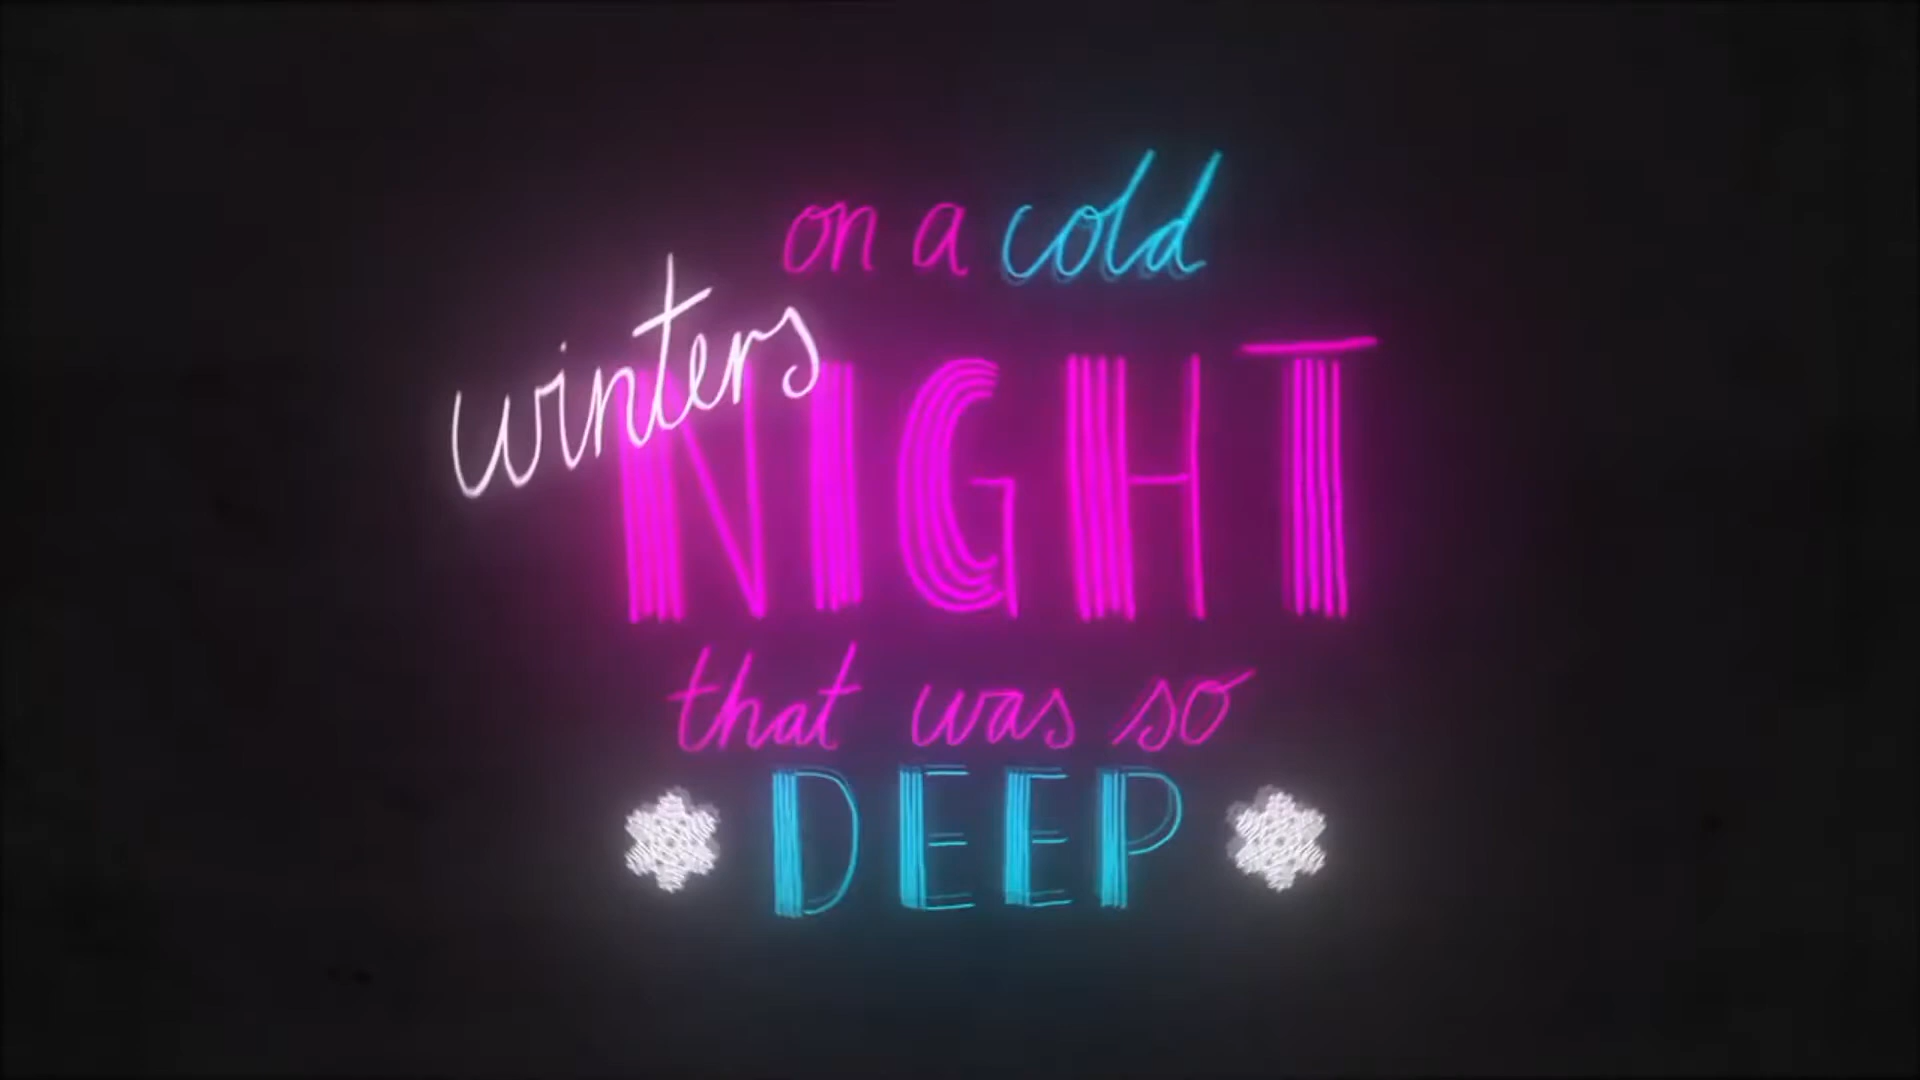 on a cold
winters
NIGHT
that was so
DEEP